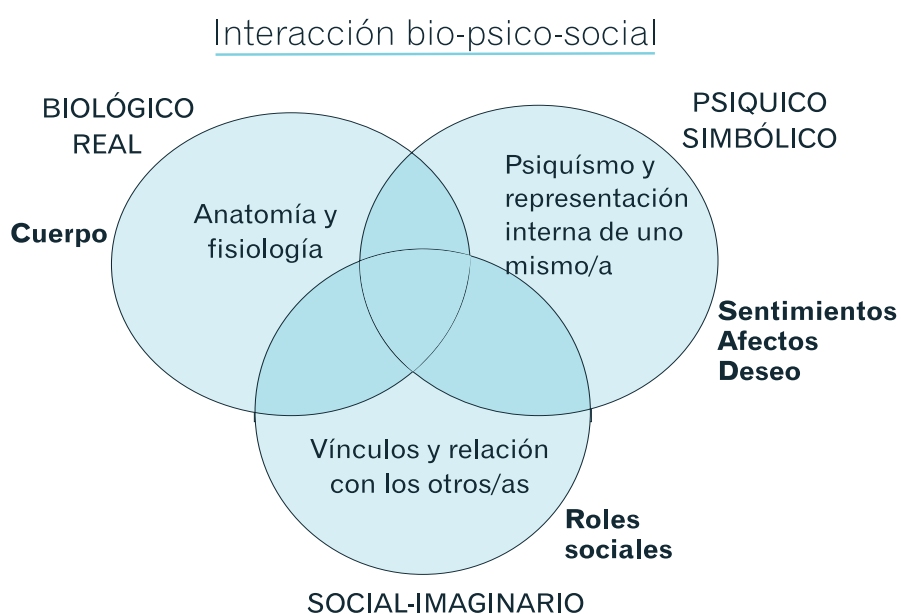 Interacción bio-psico-social
BIOLÓGICO
REAL
PSIQUICO
SIMBÓLICO
Cuerpo
Anatomía y
fisiología
Psiquísmo y
representación
interna de uno
mismo/a
Sentimientos
Afectos
Deseo
Vínculos y relación
con los otros/as
Roles
sociales
SOCIAL-IMAGINARIO